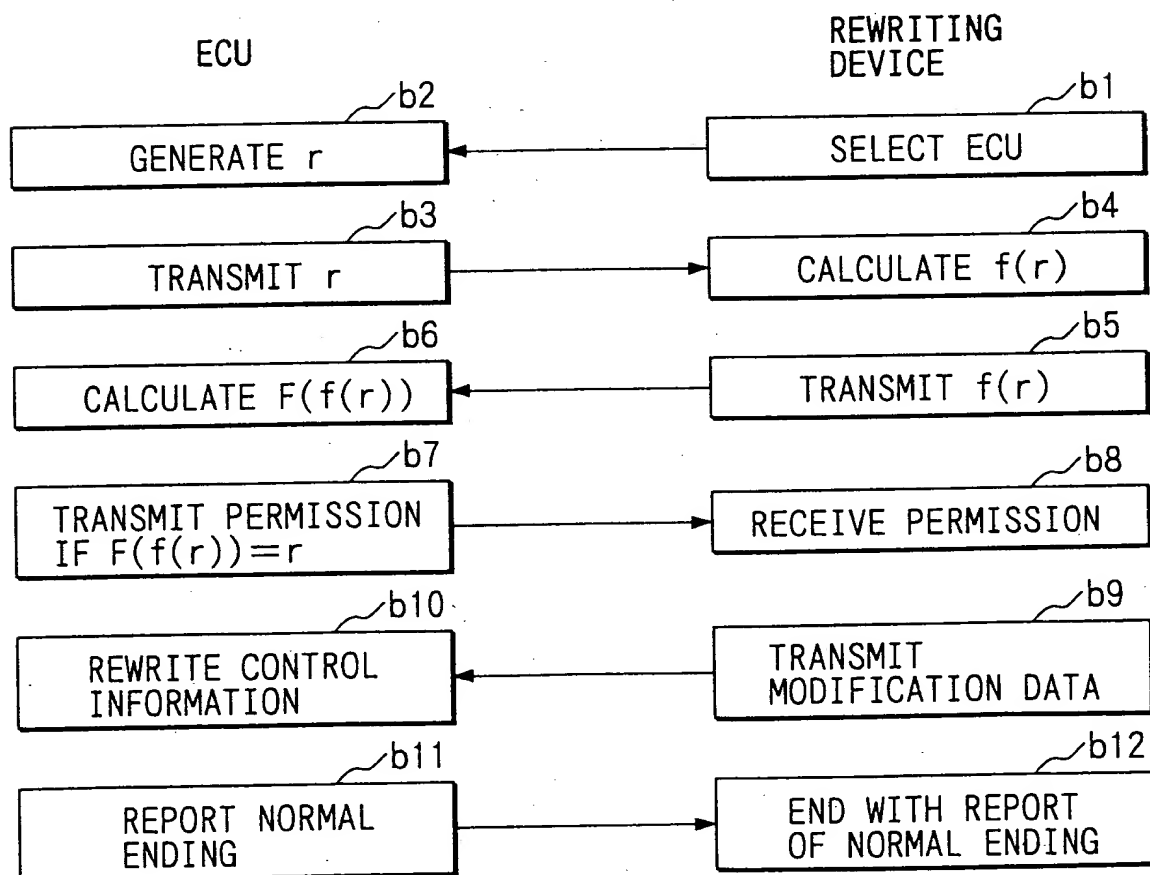 ECU
REWRITING
DEVICE
b2
b1
GENERATE r
SELECT ECU
b3
b4
TRANSMIT r
CALCULATE f(r)
b6
b5
CALCULATE F(f(r))
TRANSMIT f(r)
b7
b8
TRANSMIT PERMISSION
IF F(f(r))=r
RECEIVE PERMISSION
b10
b9
REWRITE CONTROL
INFORMATION
TRANSMIT
MODIFICATION DATA
b11
b12
REPORT NORMAL
ENDING
END WITH REPORT
OF NORMAL ENDING